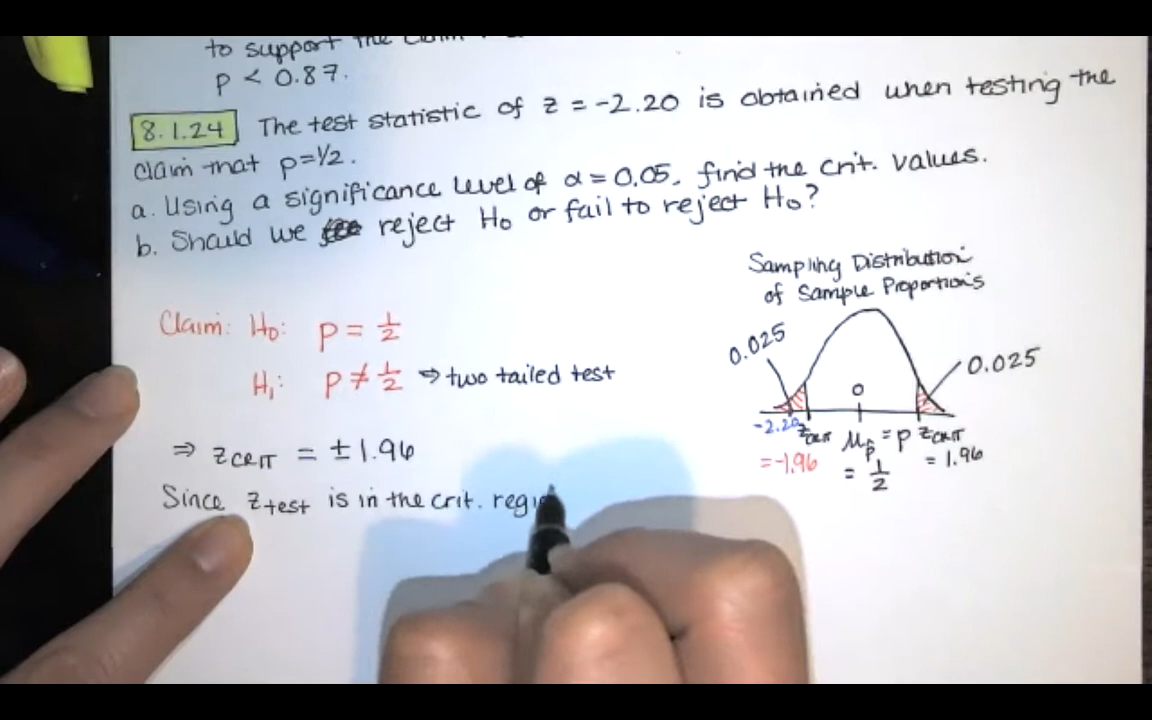 to support the
p < 0.87.
8.1.24 The test statistic of z = -2.20 is obtained when testing the
claim that p=1/2.
a. Using a significance level of α = 0.05, find the crit. values.
b. Should we reject H₀ or fail to reject H₀?
Sampling Distribution
of Sample Proportions
Claim: H₀: p = 1/2
H₁: p ≠ 1/2 ⇒ two tailed test
0.025
0.025
0
-2.20 zcrit μp̂ = p zcrit
= -1.96 = 1/2 = 1.96
⇒ zcrit = ±1.96
Since ztest is in the crit. regi